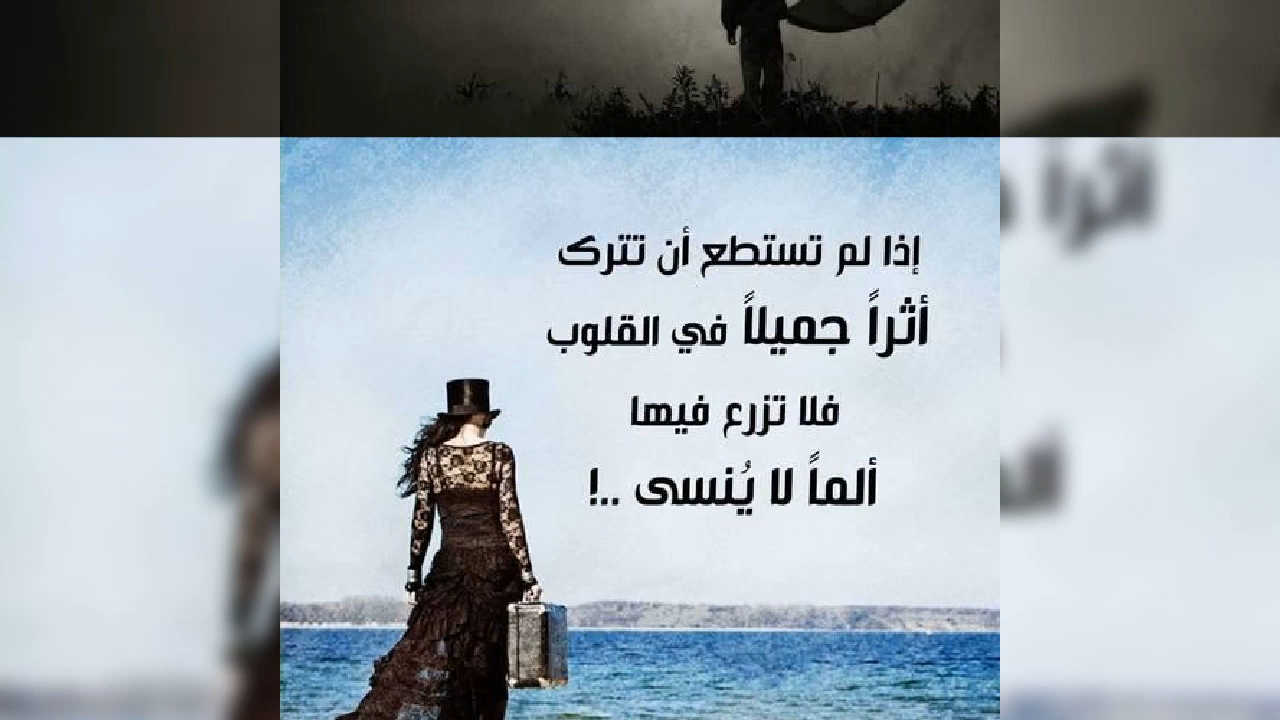 إذا لم تستطع أن تترك
أثراً جميلاً في القلوب
فلا تزرع فيها
ألماً لا يُنسى ..!